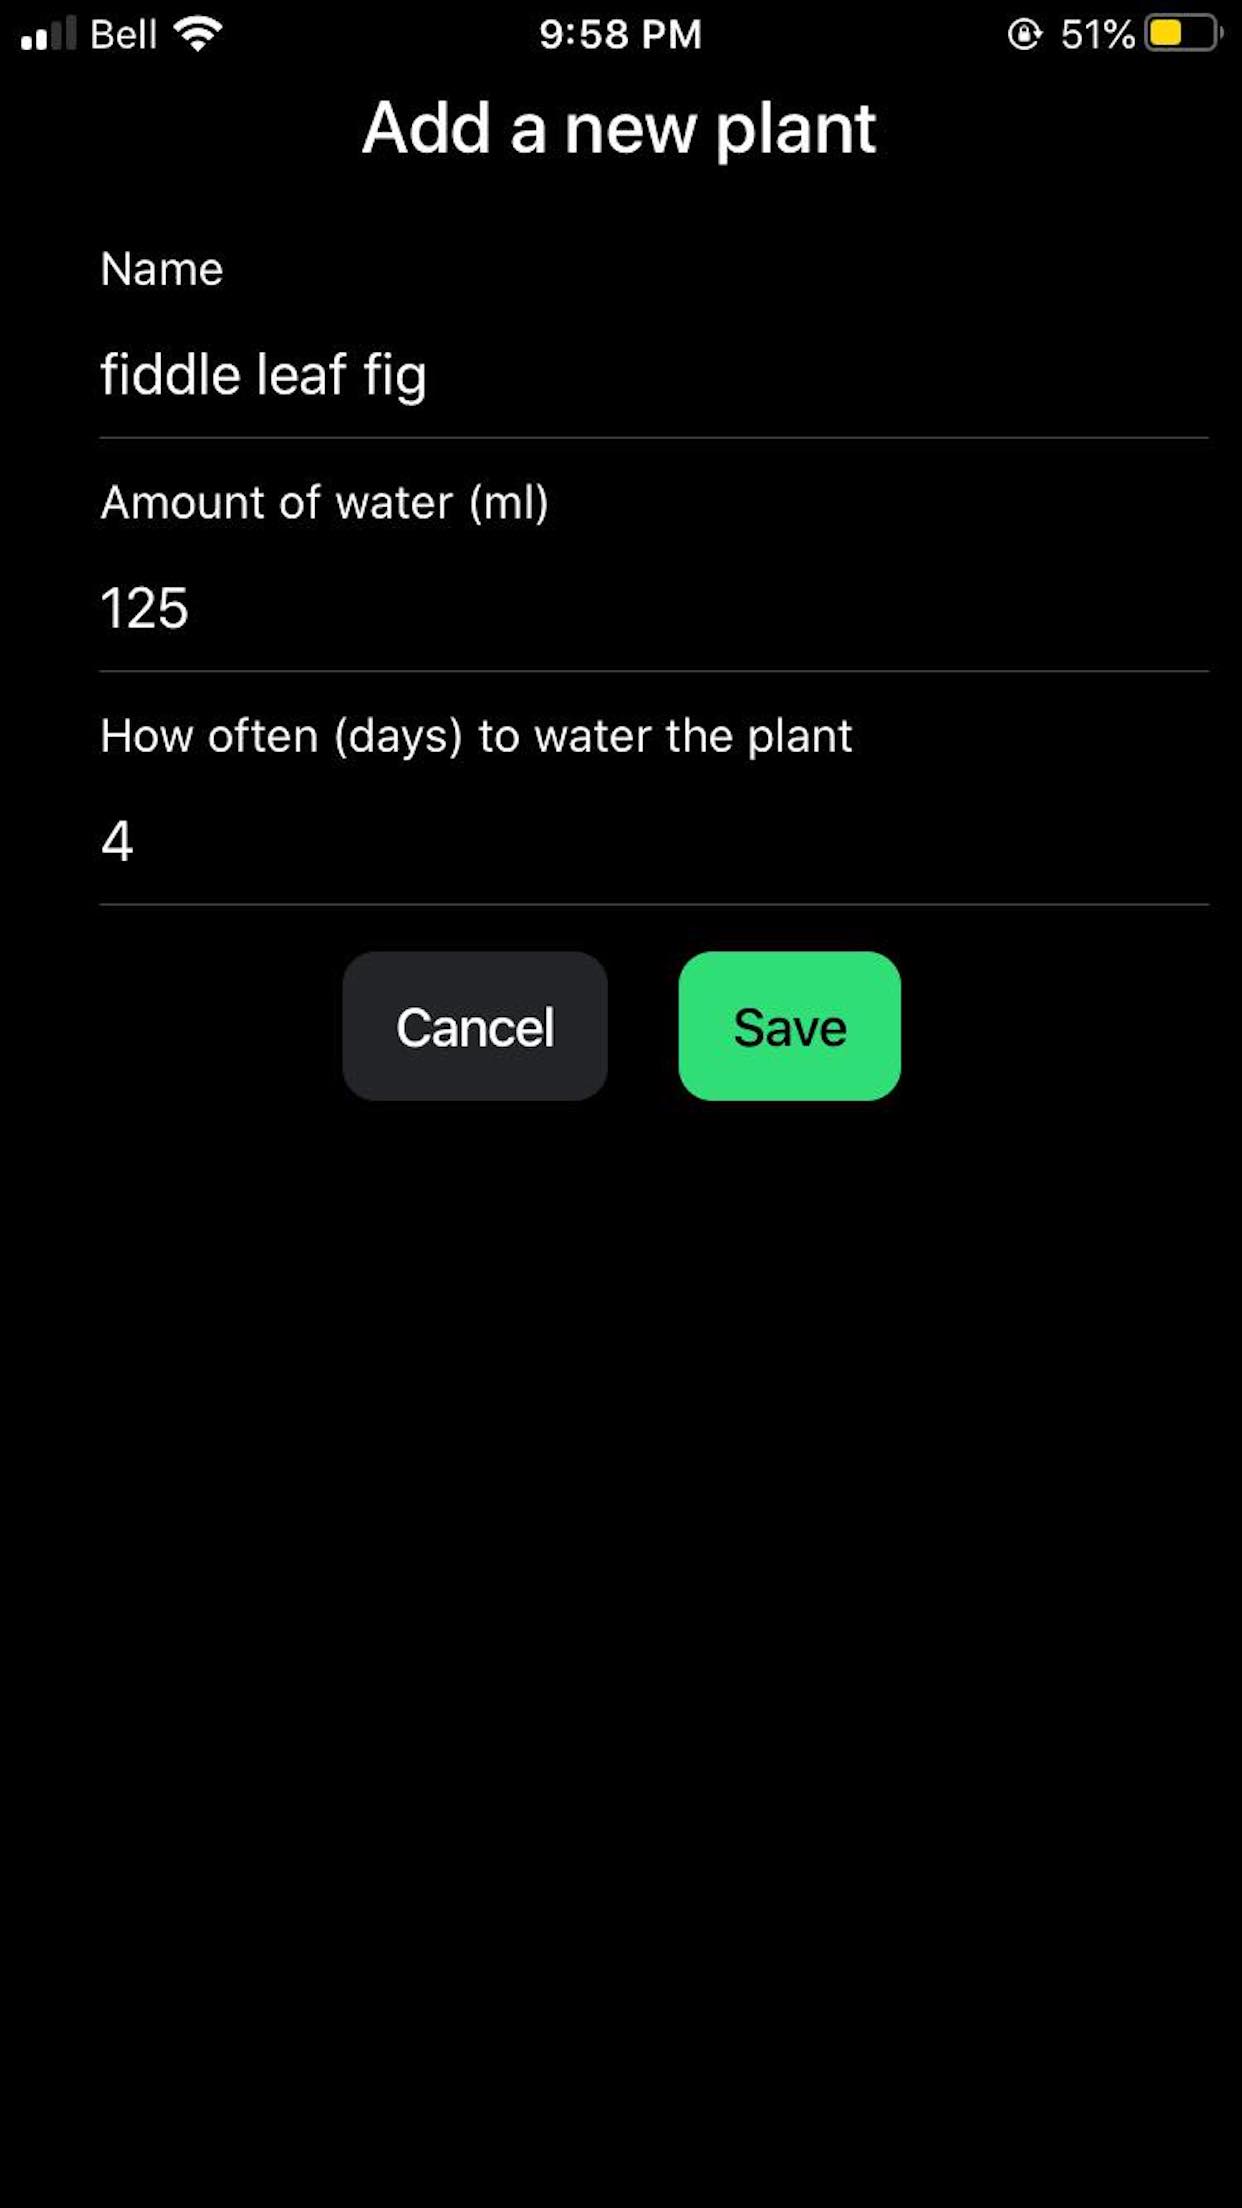 Bell 9:58 PM 51%
Add a new plant
Name
fiddle leaf fig
Amount of water (ml)
125
How often (days) to water the plant
4
Cancel Save